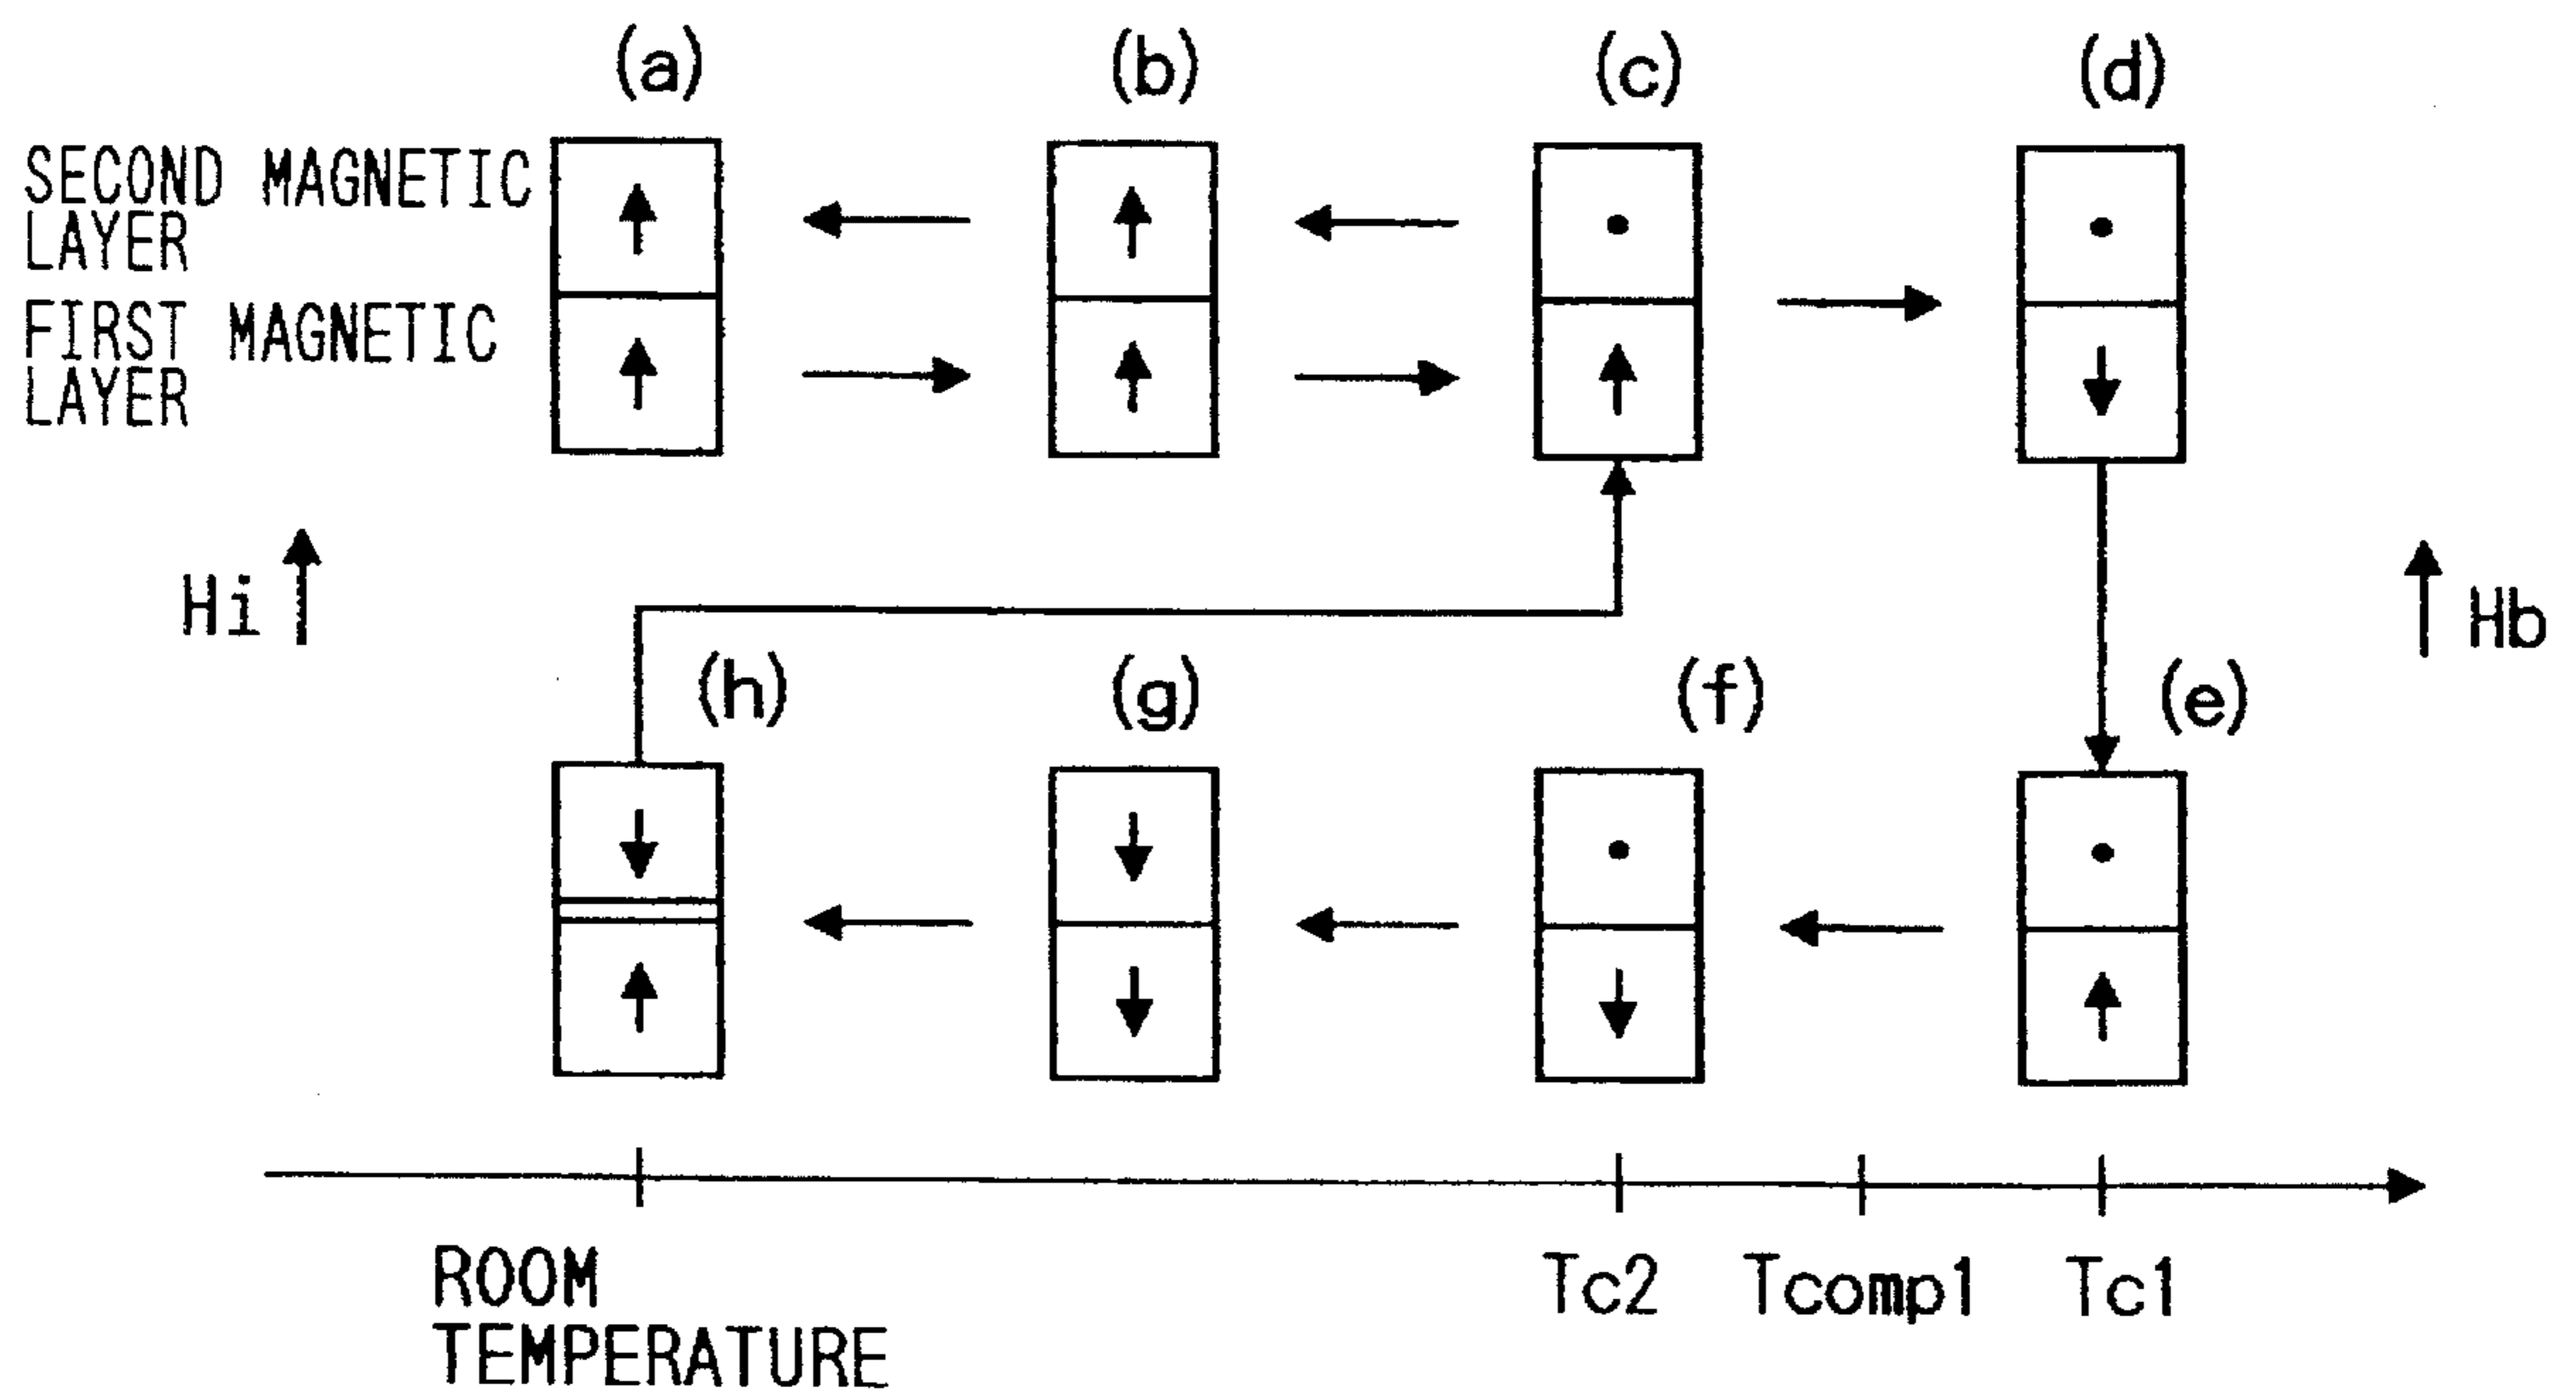 (a) (b) (c) (d)
SECOND MAGNETIC
LAYER
FIRST MAGNETIC
LAYER
Hi
Hb
(h) (g) (f) (e)
Tc2 Tcomp1 Tc1
ROOM
TEMPERATURE